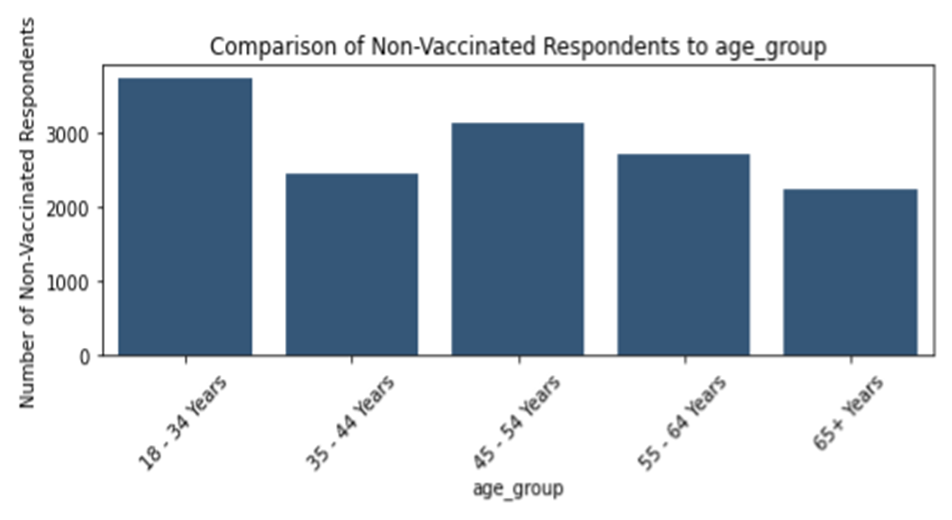 Comparison of Non-Vaccinated Respondents to age_group
Number of Non-Vaccinated Respondents
3000
2000
1000
0
18 - 34 Years
35 - 44 Years
45 - 54 Years
55 - 64 Years
65+ Years
age_group